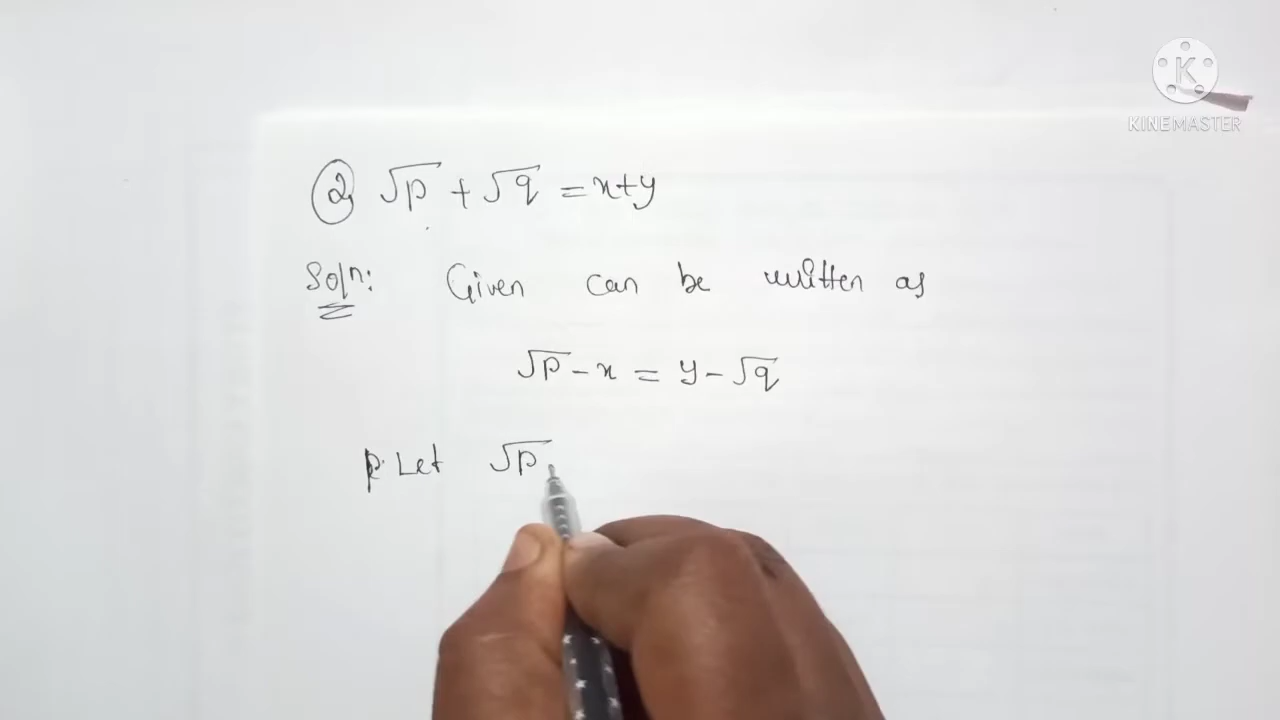 K
KINEMASTER
② √p + √q = x+y
Soln: Given can be written as
√p - x = y - √q
Let √p